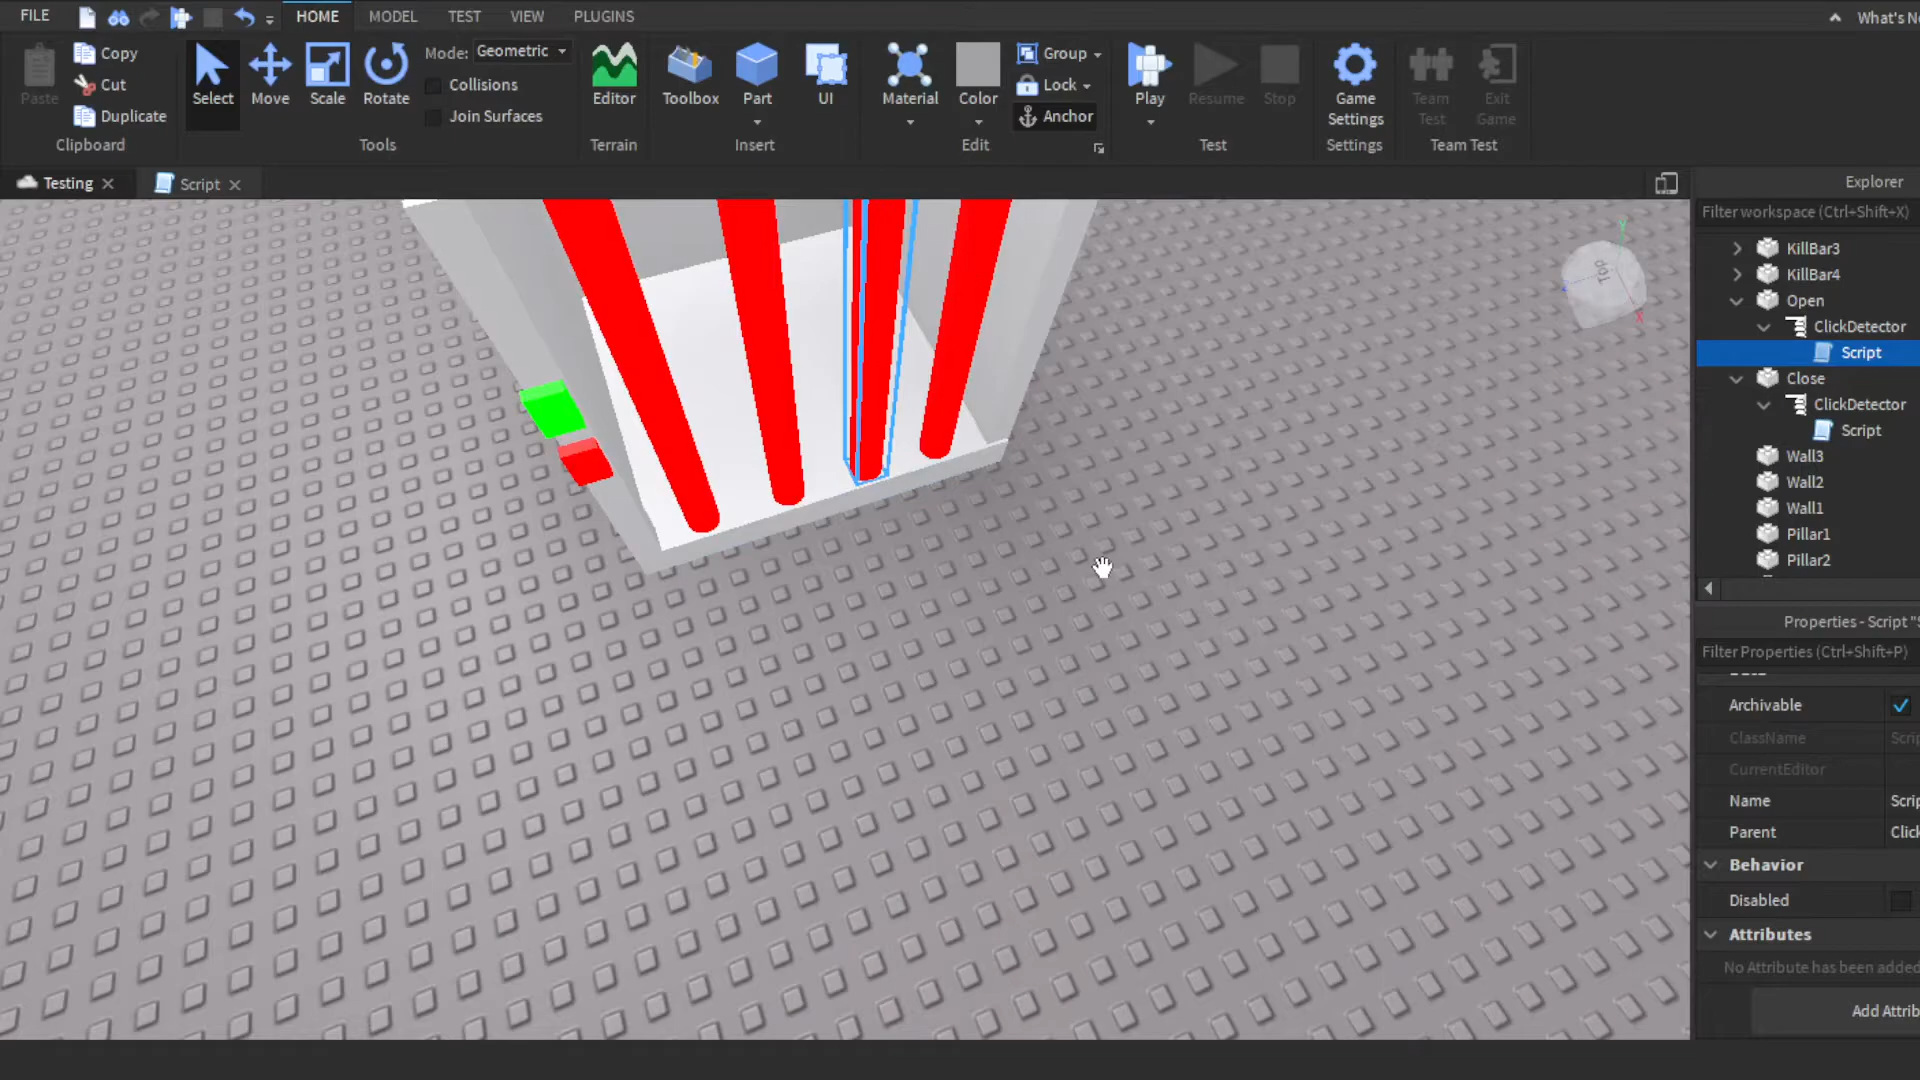 FILE
HOME
MODEL
TEST
VIEW
PLUGINS
What's N
Paste
Copy
Cut
Duplicate
Clipboard
Select
Move
Scale
Rotate
Mode: Geometric
Collisions
Join Surfaces
Tools
Editor
Terrain
Toolbox
Part
UI
Insert
Material
Color
Group
Lock
Anchor
Edit
Play
Resume
Stop
Test
Game Settings
Settings
Team Test
Exit Game
Team Test
Testing
Script
Top
Y
X
Explorer
Filter workspace (Ctrl+Shift+X)
KillBar3
KillBar4
Open
ClickDetector
Script
Close
ClickDetector
Script
Wall3
Wall2
Wall1
Pillar1
Pillar2
Properties - Script "S
Filter Properties (Ctrl+Shift+P)
Archivable
ClassName Scrip
CurrentEditor
Name Scrip
Parent Click
Behavior
Disabled
Attributes
No Attribute has been added
Add Attrib